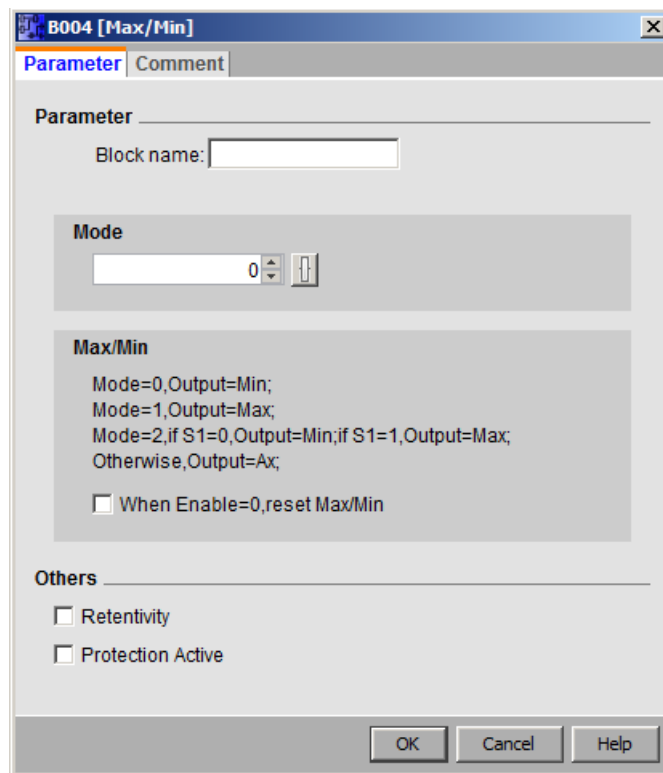 B004 [Max/Min]
Parameter Comment
Parameter
Block name:
Mode
0
Max/Min
Mode=0,Output=Min;
Mode=1,Output=Max;
Mode=2,if S1=0,Output=Min;if S1=1,Output=Max;
Otherwise,Output=Ax;
When Enable=0,reset Max/Min
Others
Retentivity
Protection Active
OK Cancel Help